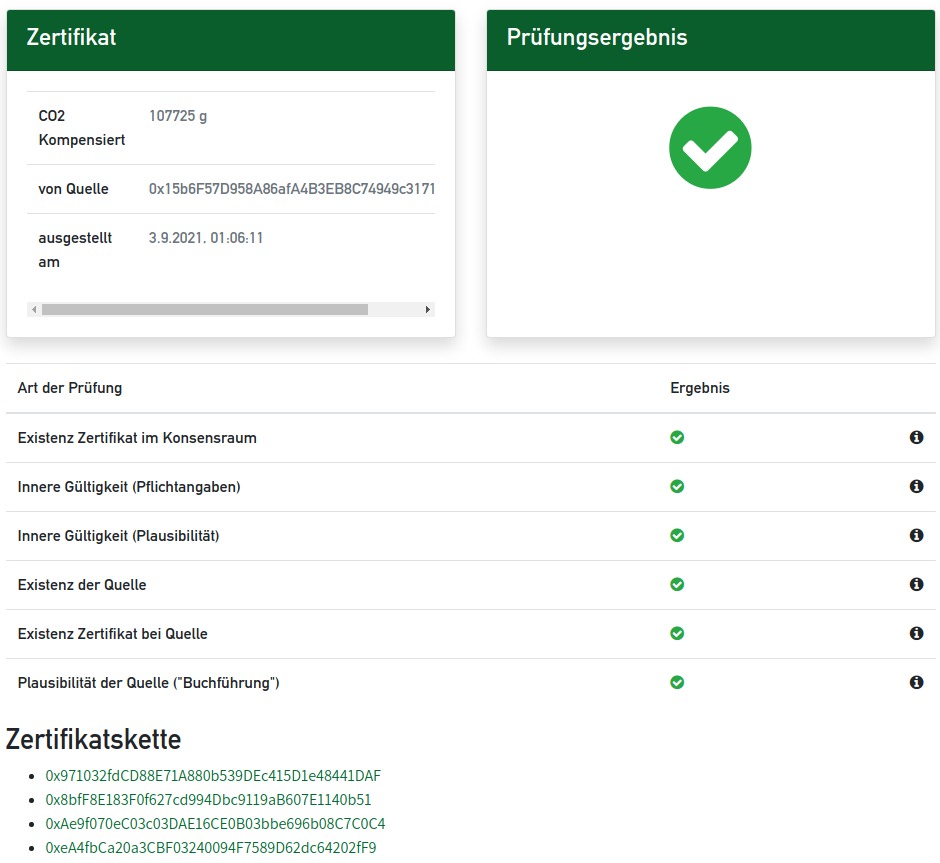 Zertifikat
CO2 Kompensiert
107725 g
von Quelle
0x15b6F57D958A86afA4B3EB8C74949c3171
ausgestellt am
3.9.2021, 01:06:11
Prüfungsergebnis
Art der Prüfung
Ergebnis
Existenz Zertifikat im Konsensraum
Innere Gültigkeit (Pflichtangaben)
Innere Gültigkeit (Plausibilität)
Existenz der Quelle
Existenz Zertifikat bei Quelle
Plausibilität der Quelle ("Buchführung")
Zertifikatskette
0x971032fdCD88E71A880b539DEc415D1e48441DAF
0x8bfF8E183F0f627cd994Dbc9119aB607E1140b51
0xAe9f070eC03c03DAE16CE0B03bbe696b08C7C0C4
0xeA4fbCa20a3CBF03240094F7589D62dc64202fF9